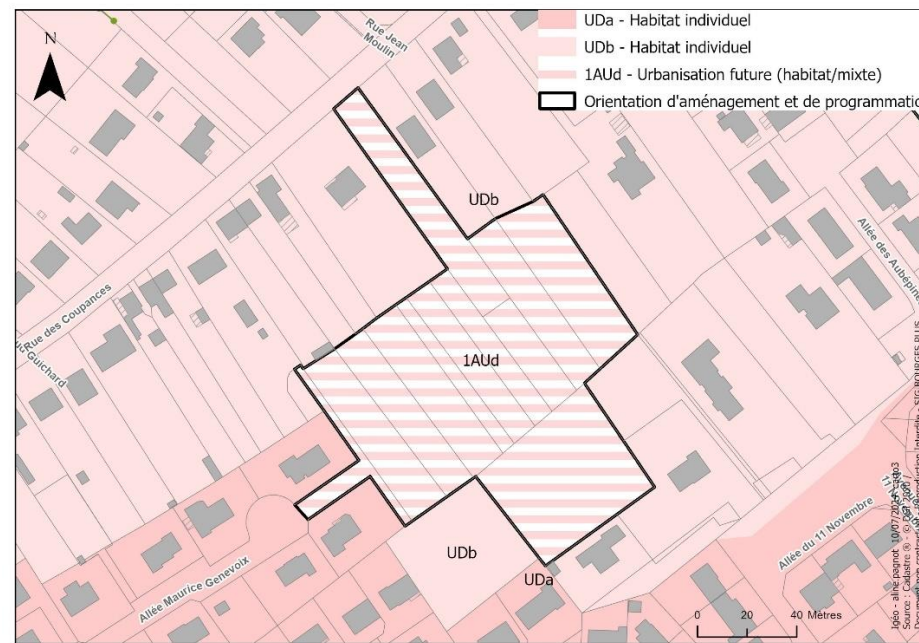 N
Rue Jean
Moulin
UDa - Habitat individuel
UDb - Habitat individuel
1AUd - Urbanisation future (habitat/mixte)
Orientation d'aménagement et de programmatio
UDb
Allée des Aubépin
Rue des Coupances
Guichard
1AUd
Allée Maurice Genevoix
UDb
UDa
Allée du 11 Novembre
0 20 40 Mètres